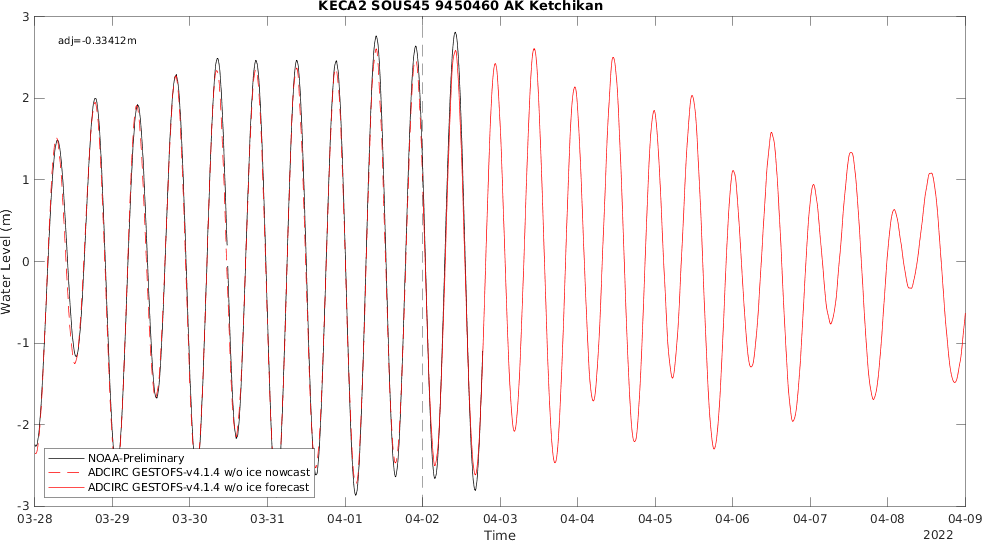 KECA2 SOUS45 9450460 AK Ketchikan
adj=-0.33412m
3
2
1
0
-1
-2
-3
Water Level (m)
NOAA-Preliminary
ADCIRC GESTOFS-v4.1.4 w/o ice nowcast
ADCIRC GESTOFS-v4.1.4 w/o ice forecast
03-28 03-29 03-30 03-31 04-01 04-02 04-03 04-04 04-05 04-06 04-07 04-08 04-09
Time
2022